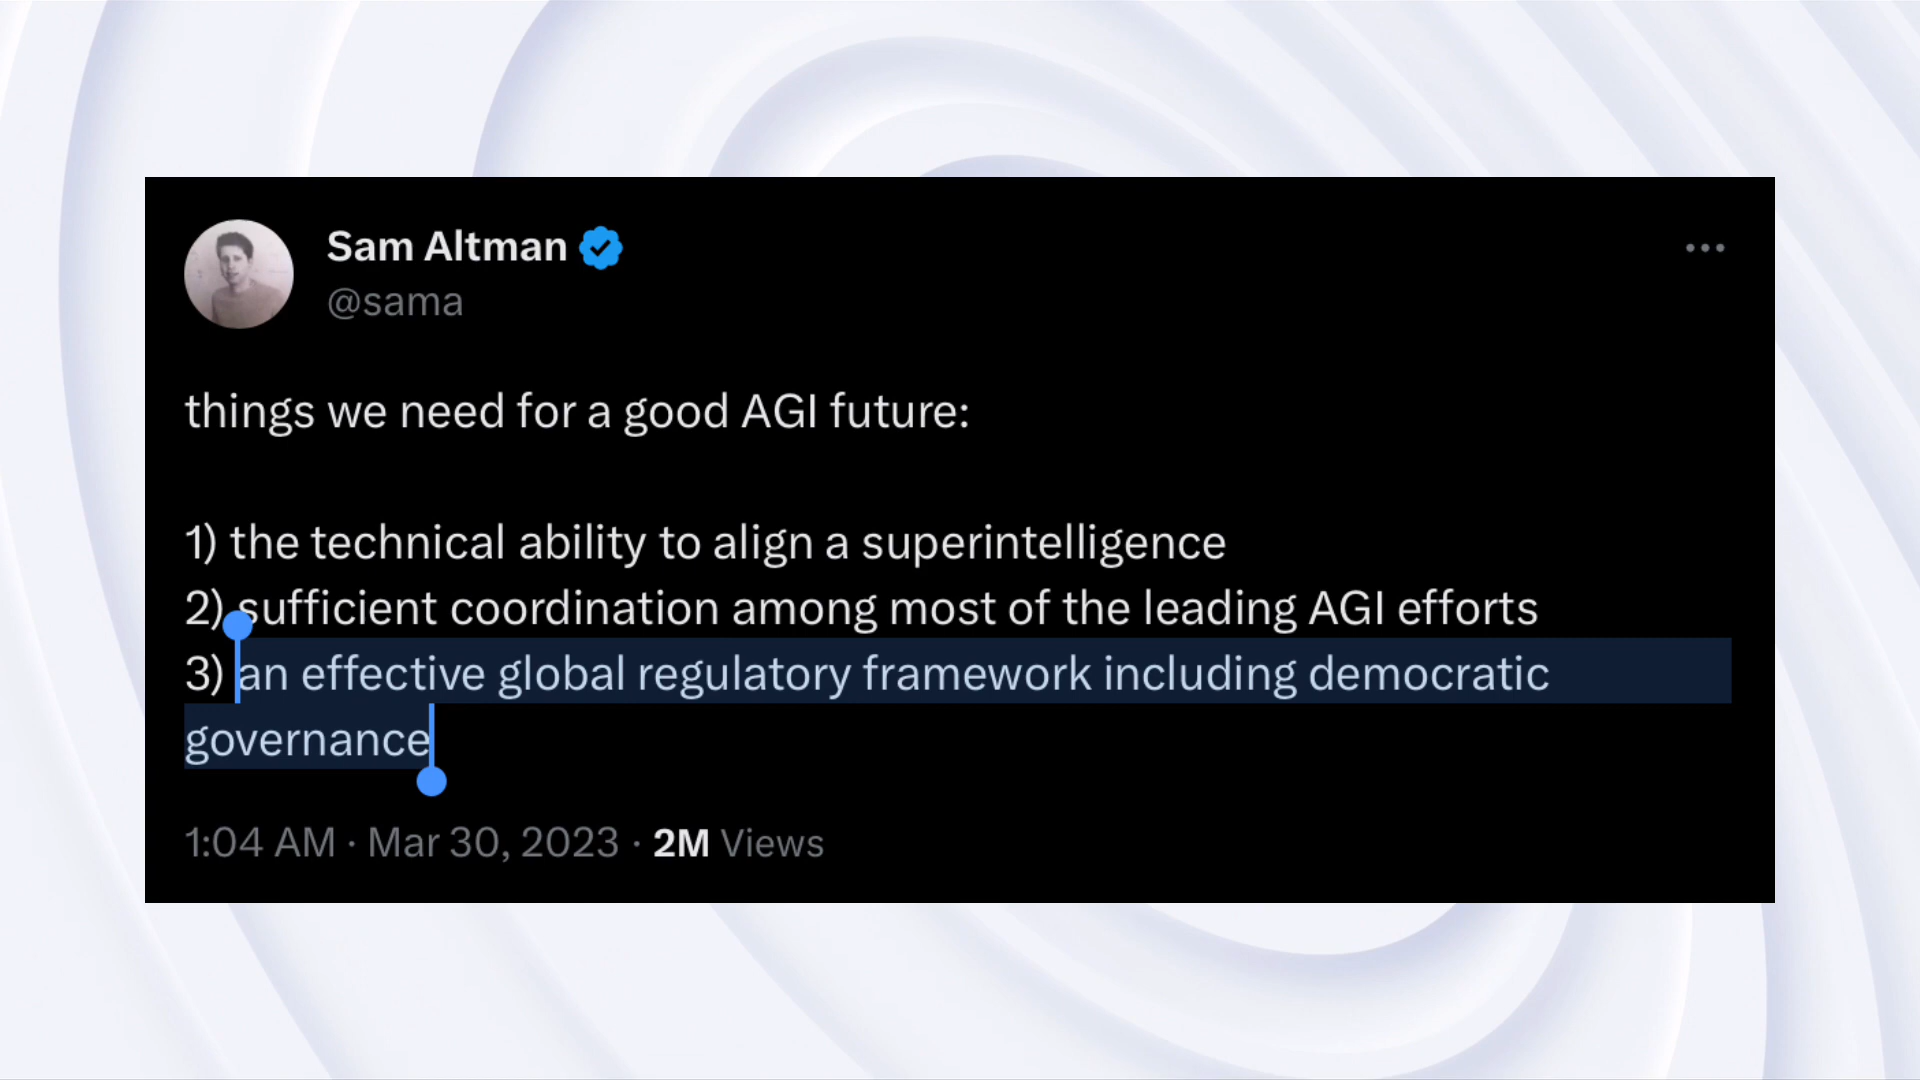 Sam Altman
@sama
things we need for a good AGI future:
1) the technical ability to align a superintelligence
2) sufficient coordination among most of the leading AGI efforts
3) an effective global regulatory framework including democratic
governance
1:04 AM · Mar 30, 2023 · 2M Views